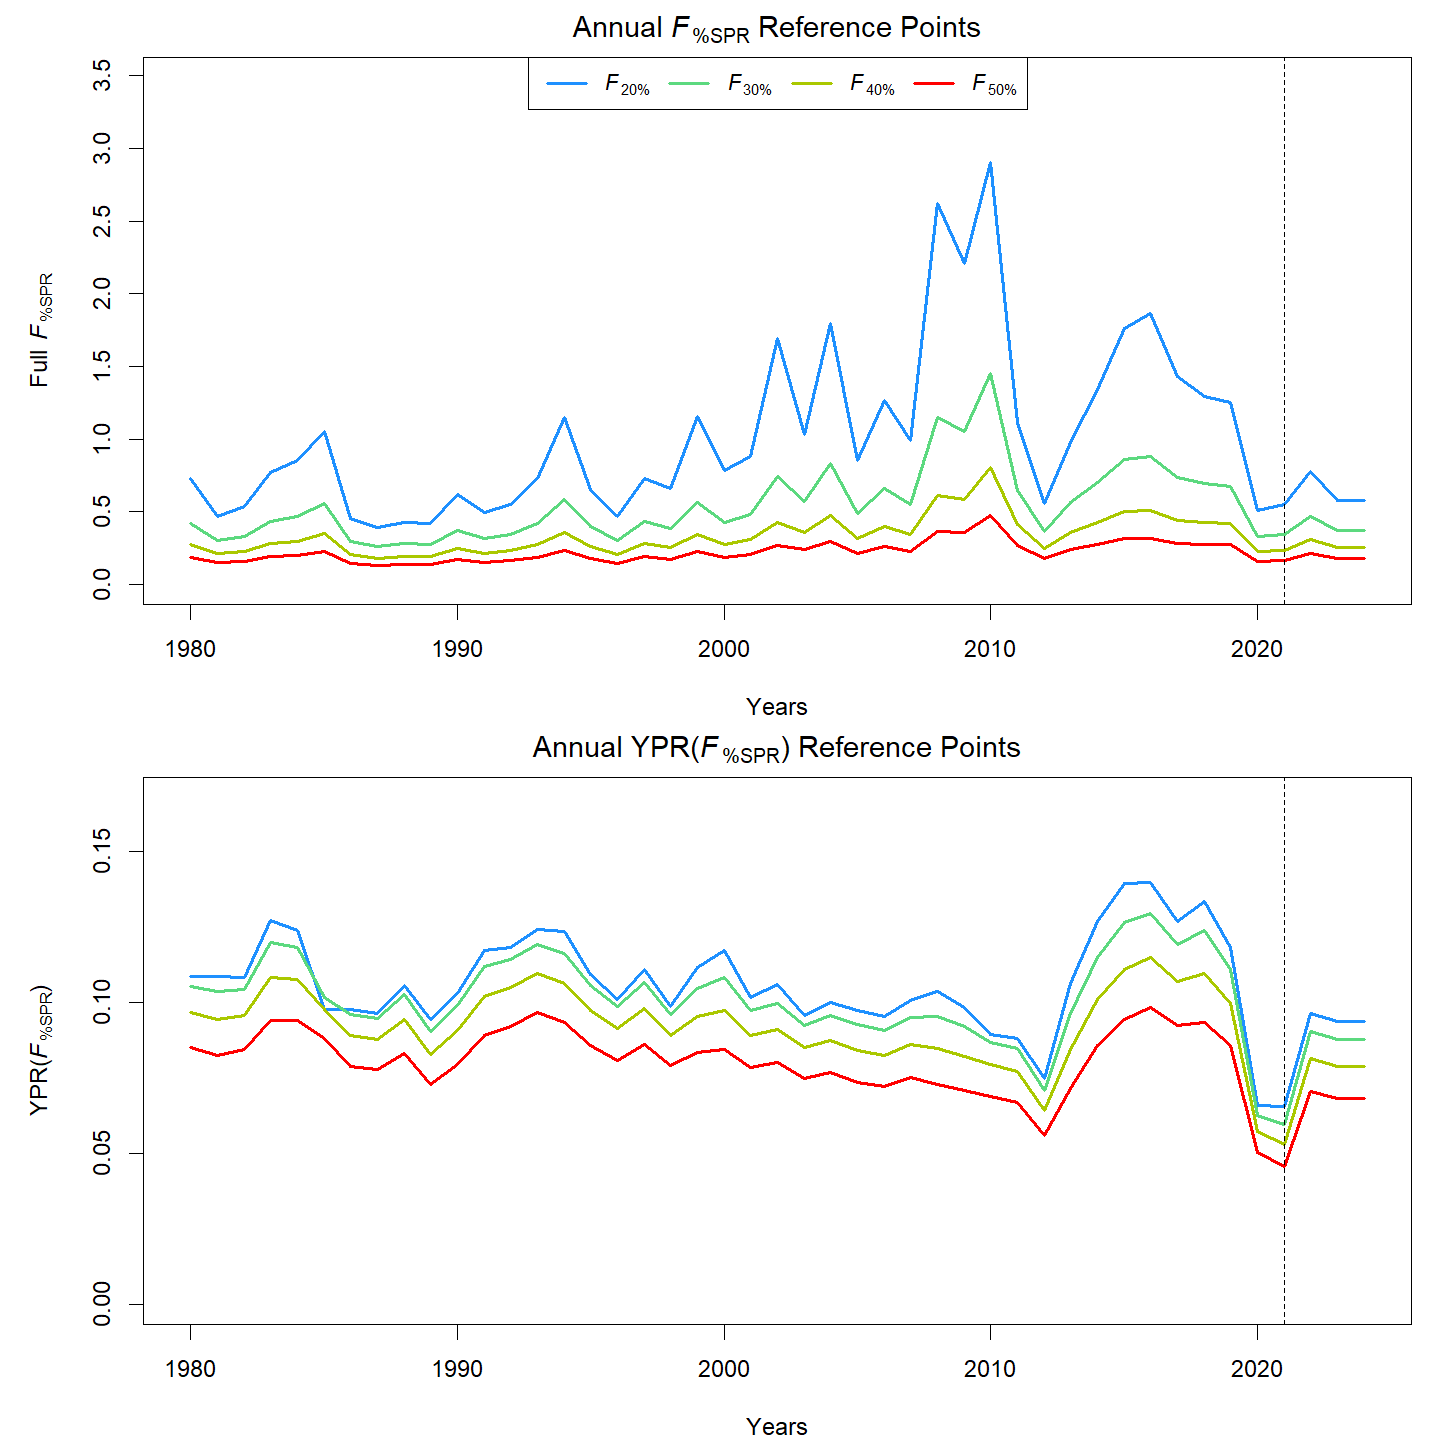 Annual F%SPR Reference Points
F20% F30% F40% F50%
Full F%SPR
3.5
3.0
2.5
2.0
1.5
1.0
0.5
0.0
1980 1990 2000 2010 2020
Years
Annual YPR(F%SPR) Reference Points
YPR(F%SPR)
0.15
0.10
0.05
0.00
1980 1990 2000 2010 2020
Years